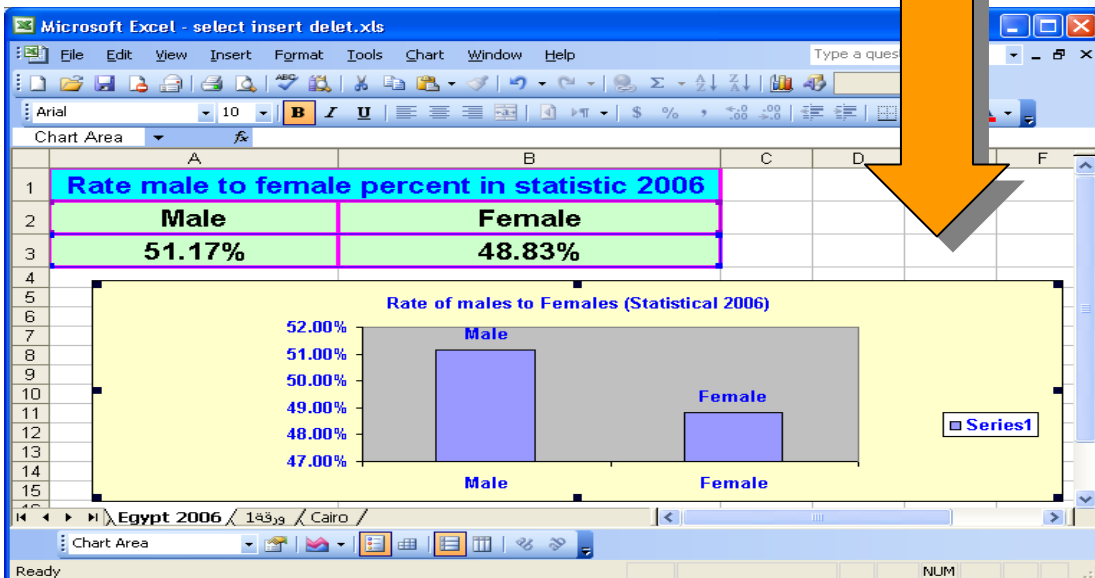 Microsoft Excel - select insert delet.xls
File Edit View Insert Format Tools Chart Window Help Type a ques
Arial 10 B I U $ % ,
Chart Area fx
A B C D F
1 Rate male to female percent in statistic 2006
2 Male Female
3 51.17% 48.83%
4
5
6
7
8
9
10
11
12
13
14
15
Rate of males to Females (Statistical 2006)
52.00%
51.00%
50.00%
49.00%
48.00%
47.00%
Male
Female
Male Female
Series1
Egypt 2006 ورقة1 Cairo
Chart Area
Ready NUM